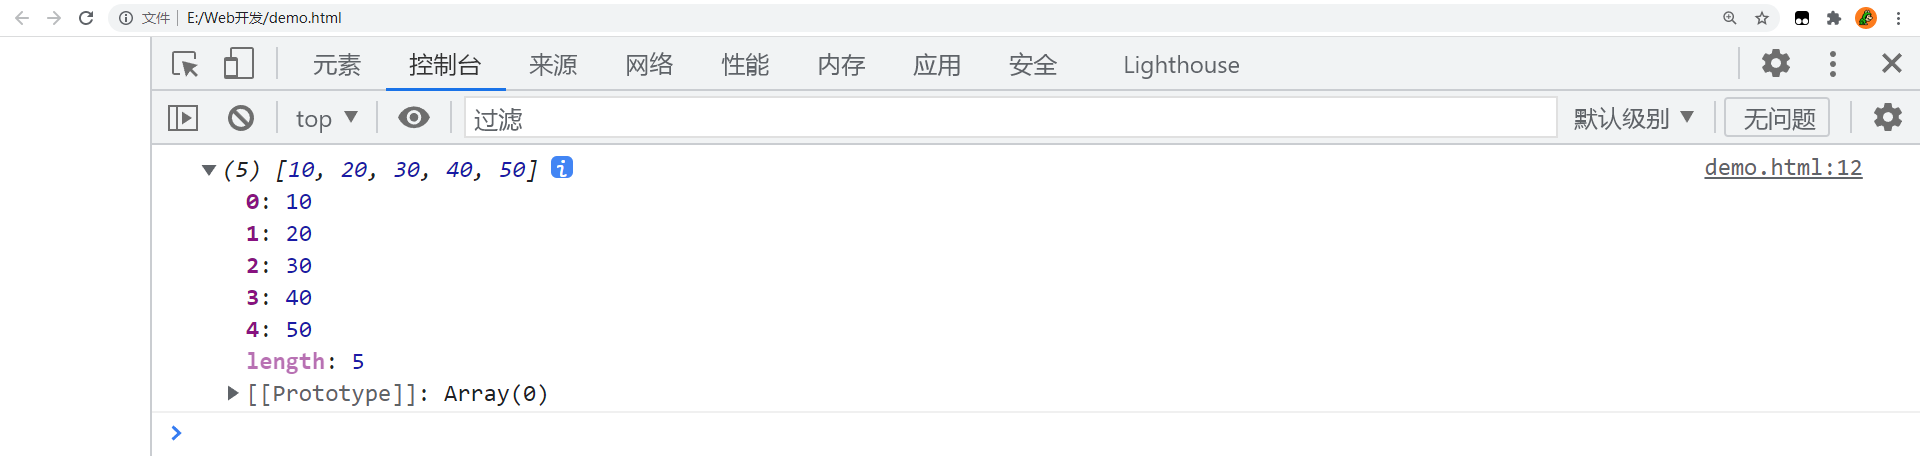 文件 E:/Web开发/demo.html
元素 控制台 来源 网络 性能 内存 应用 安全 Lighthouse
top 过滤 默认级别 无问题
(5) [10, 20, 30, 40, 50] i demo.html:12
0: 10
1: 20
2: 30
3: 40
4: 50
length: 5
[[Prototype]]: Array(0)